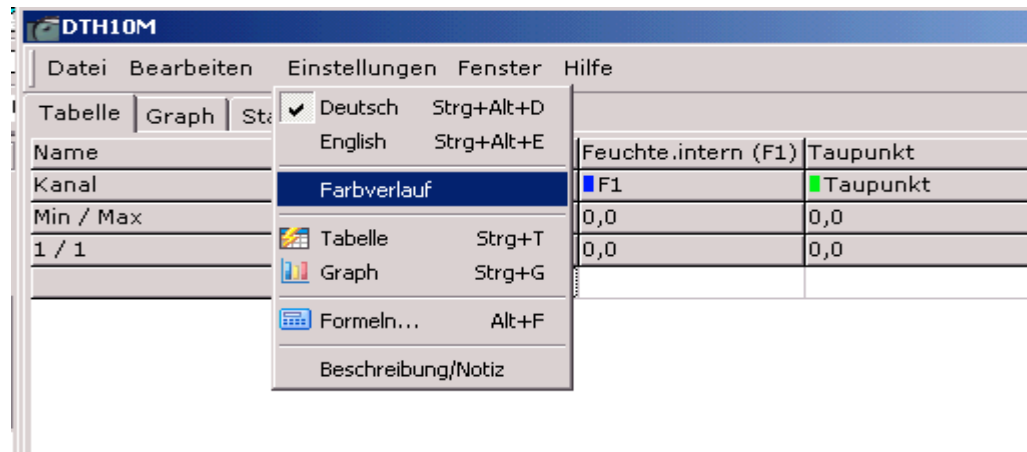 DTH10M
Datei Bearbeiten Einstellungen Fenster Hilfe
Tabelle Graph
Deutsch Strg+Alt+D
English Strg+Alt+E
Farbverlauf
Tabelle Strg+T
Graph Strg+G
Formeln... Alt+F
Beschreibung/Notiz
Name Feuchte.intern (F1) Taupunkt
Kanal F1 Taupunkt
Min / Max 0,0 0,0
1 / 1 0,0 0,0